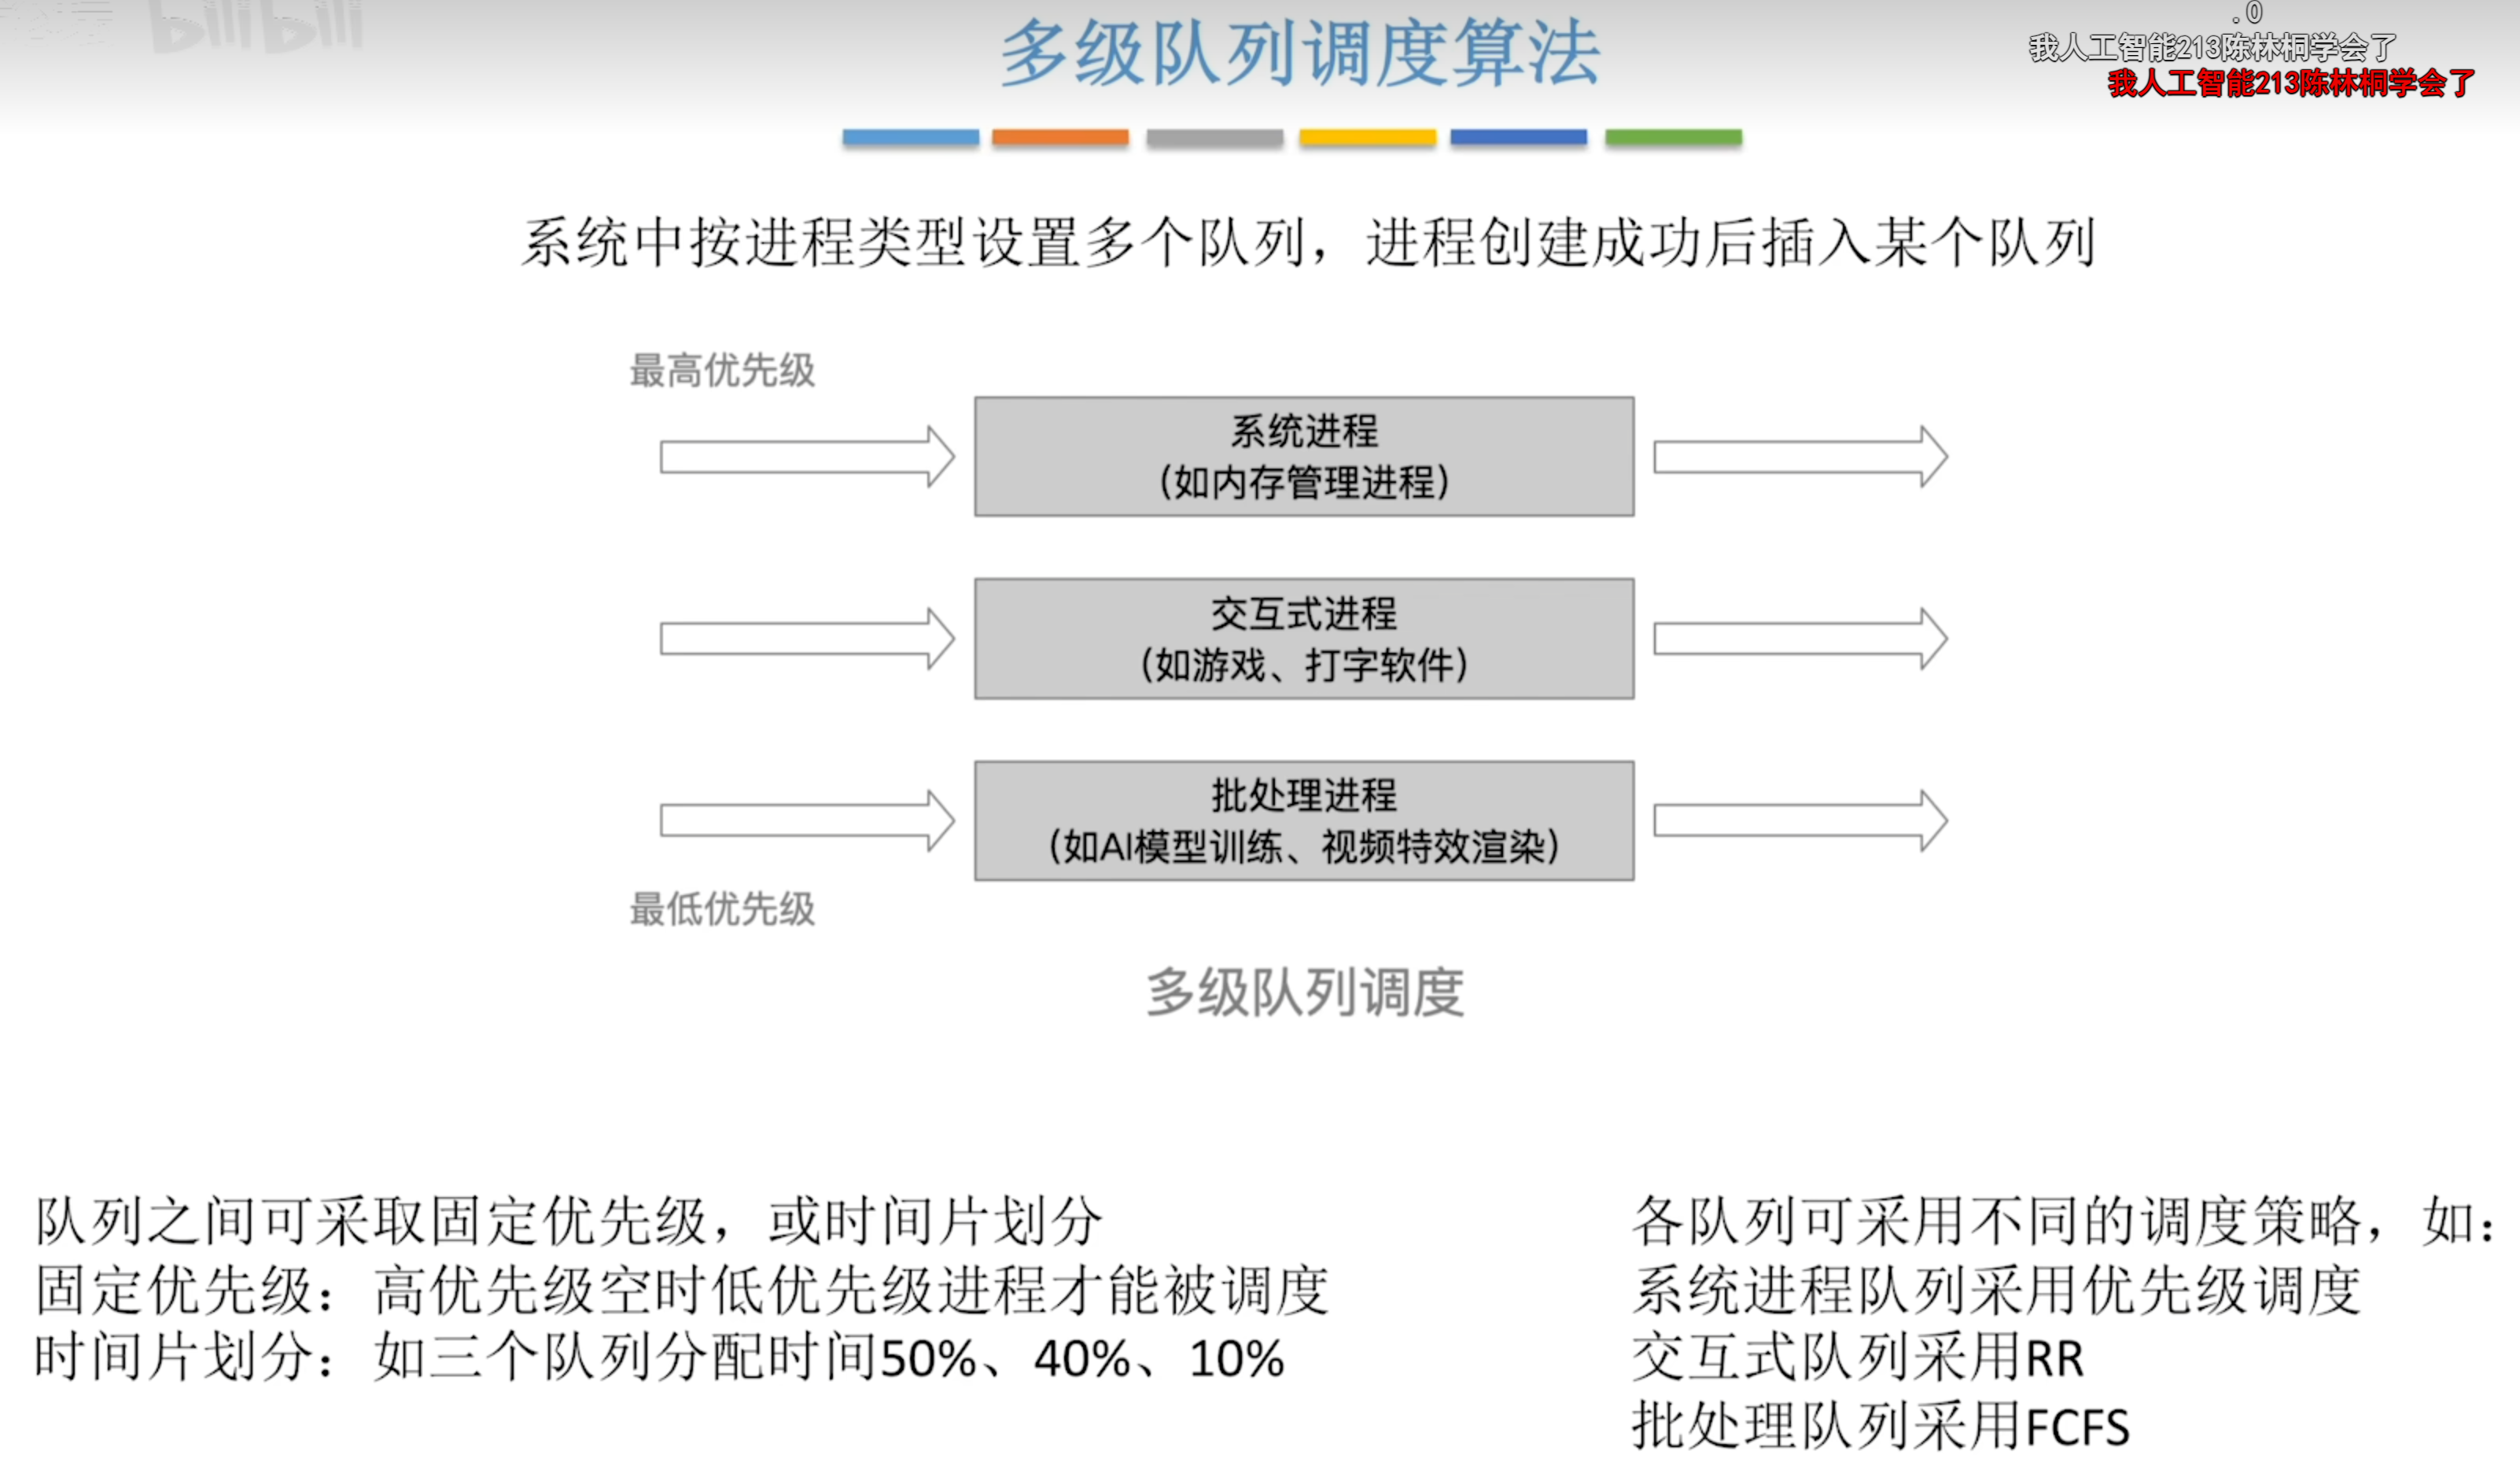 bilibili
.0
我人工智能213陈林桐学会了
我人工智能213陈林桐学会了
多级队列调度算法
系统中按进程类型设置多个队列，进程创建成功后插入某个队列
最高优先级
系统进程
（如内存管理进程）
交互式进程
（如游戏、打字软件）
批处理进程
（如AI模型训练、视频特效渲染）
最低优先级
多级队列调度
队列之间可采取固定优先级，或时间片划分
固定优先级：高优先级空时低优先级进程才能被调度
时间片划分：如三个队列分配时间50%、40%、10%
各队列可采用不同的调度策略，如：
系统进程队列采用优先级调度
交互式队列采用RR
批处理队列采用FCFS